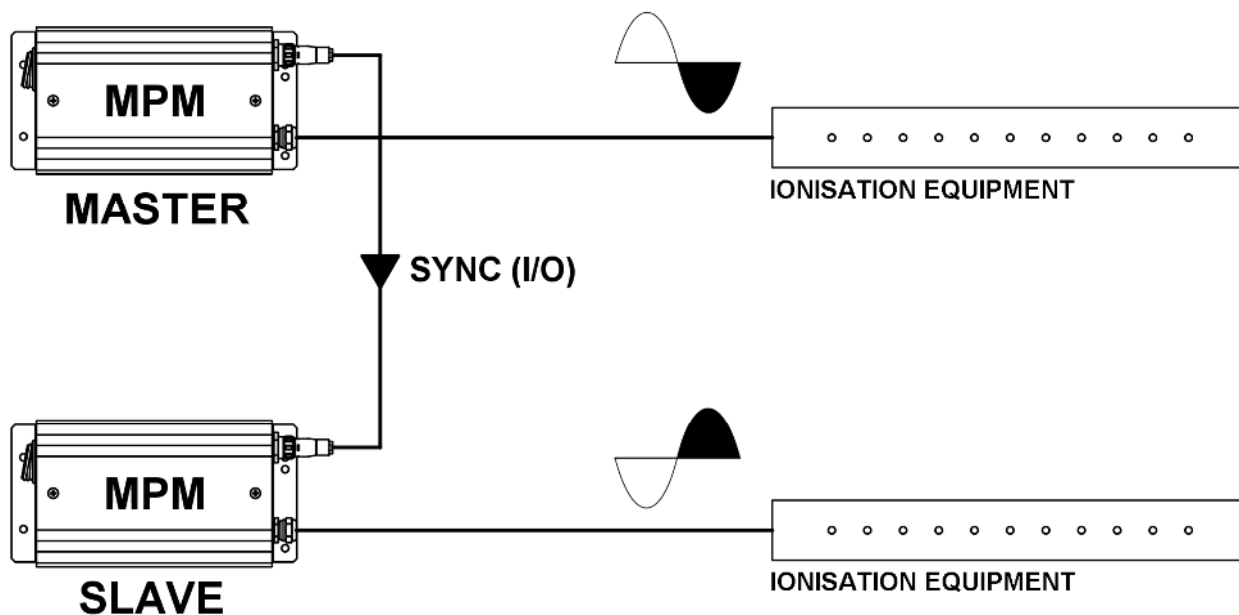 MPM
MASTER
IONISATION EQUIPMENT
SYNC (I/O)
MPM
SLAVE
IONISATION EQUIPMENT